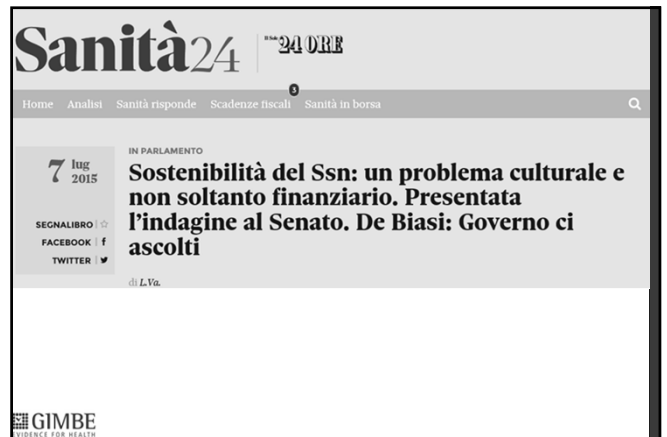 Sanità24
24 ORE
3
Home Analisi Sanità risponde Scadenze fiscali Sanità in borsa
7 lug
2015
SEGNALIBRO
FACEBOOK f
TWITTER
IN PARLAMENTO
Sostenibilità del Ssn: un problema culturale e
non soltanto finanziario. Presentata
l'indagine al Senato. De Biasi: Governo ci
ascolti
di L.Va.
GIMBE
EVIDENCE FOR HEALTH